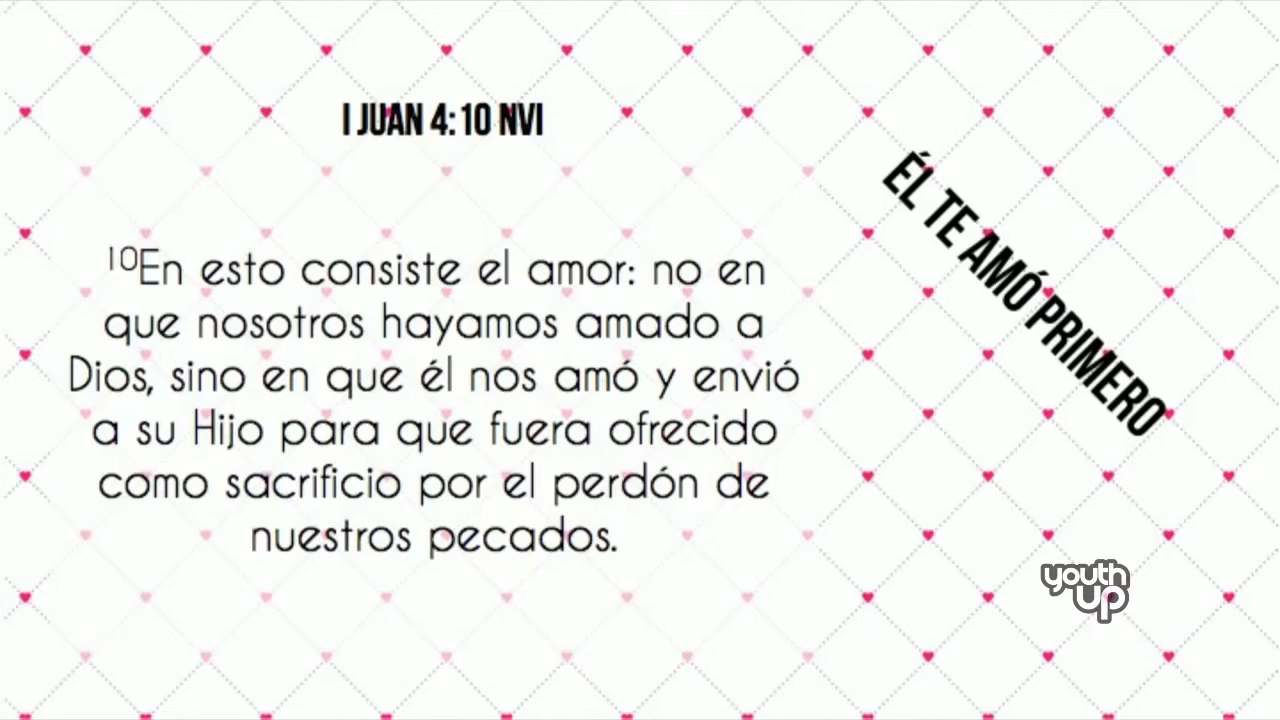 I JUAN 4:10 NVI
¹⁰En esto consiste el amor: no en
que nosotros hayamos amado a
Dios, sino en que él nos amó y envió
a su Hijo para que fuera ofrecido
como sacrificio por el perdón de
nuestros pecados.
ÉL TE AMÓ PRIMERO
youth
up